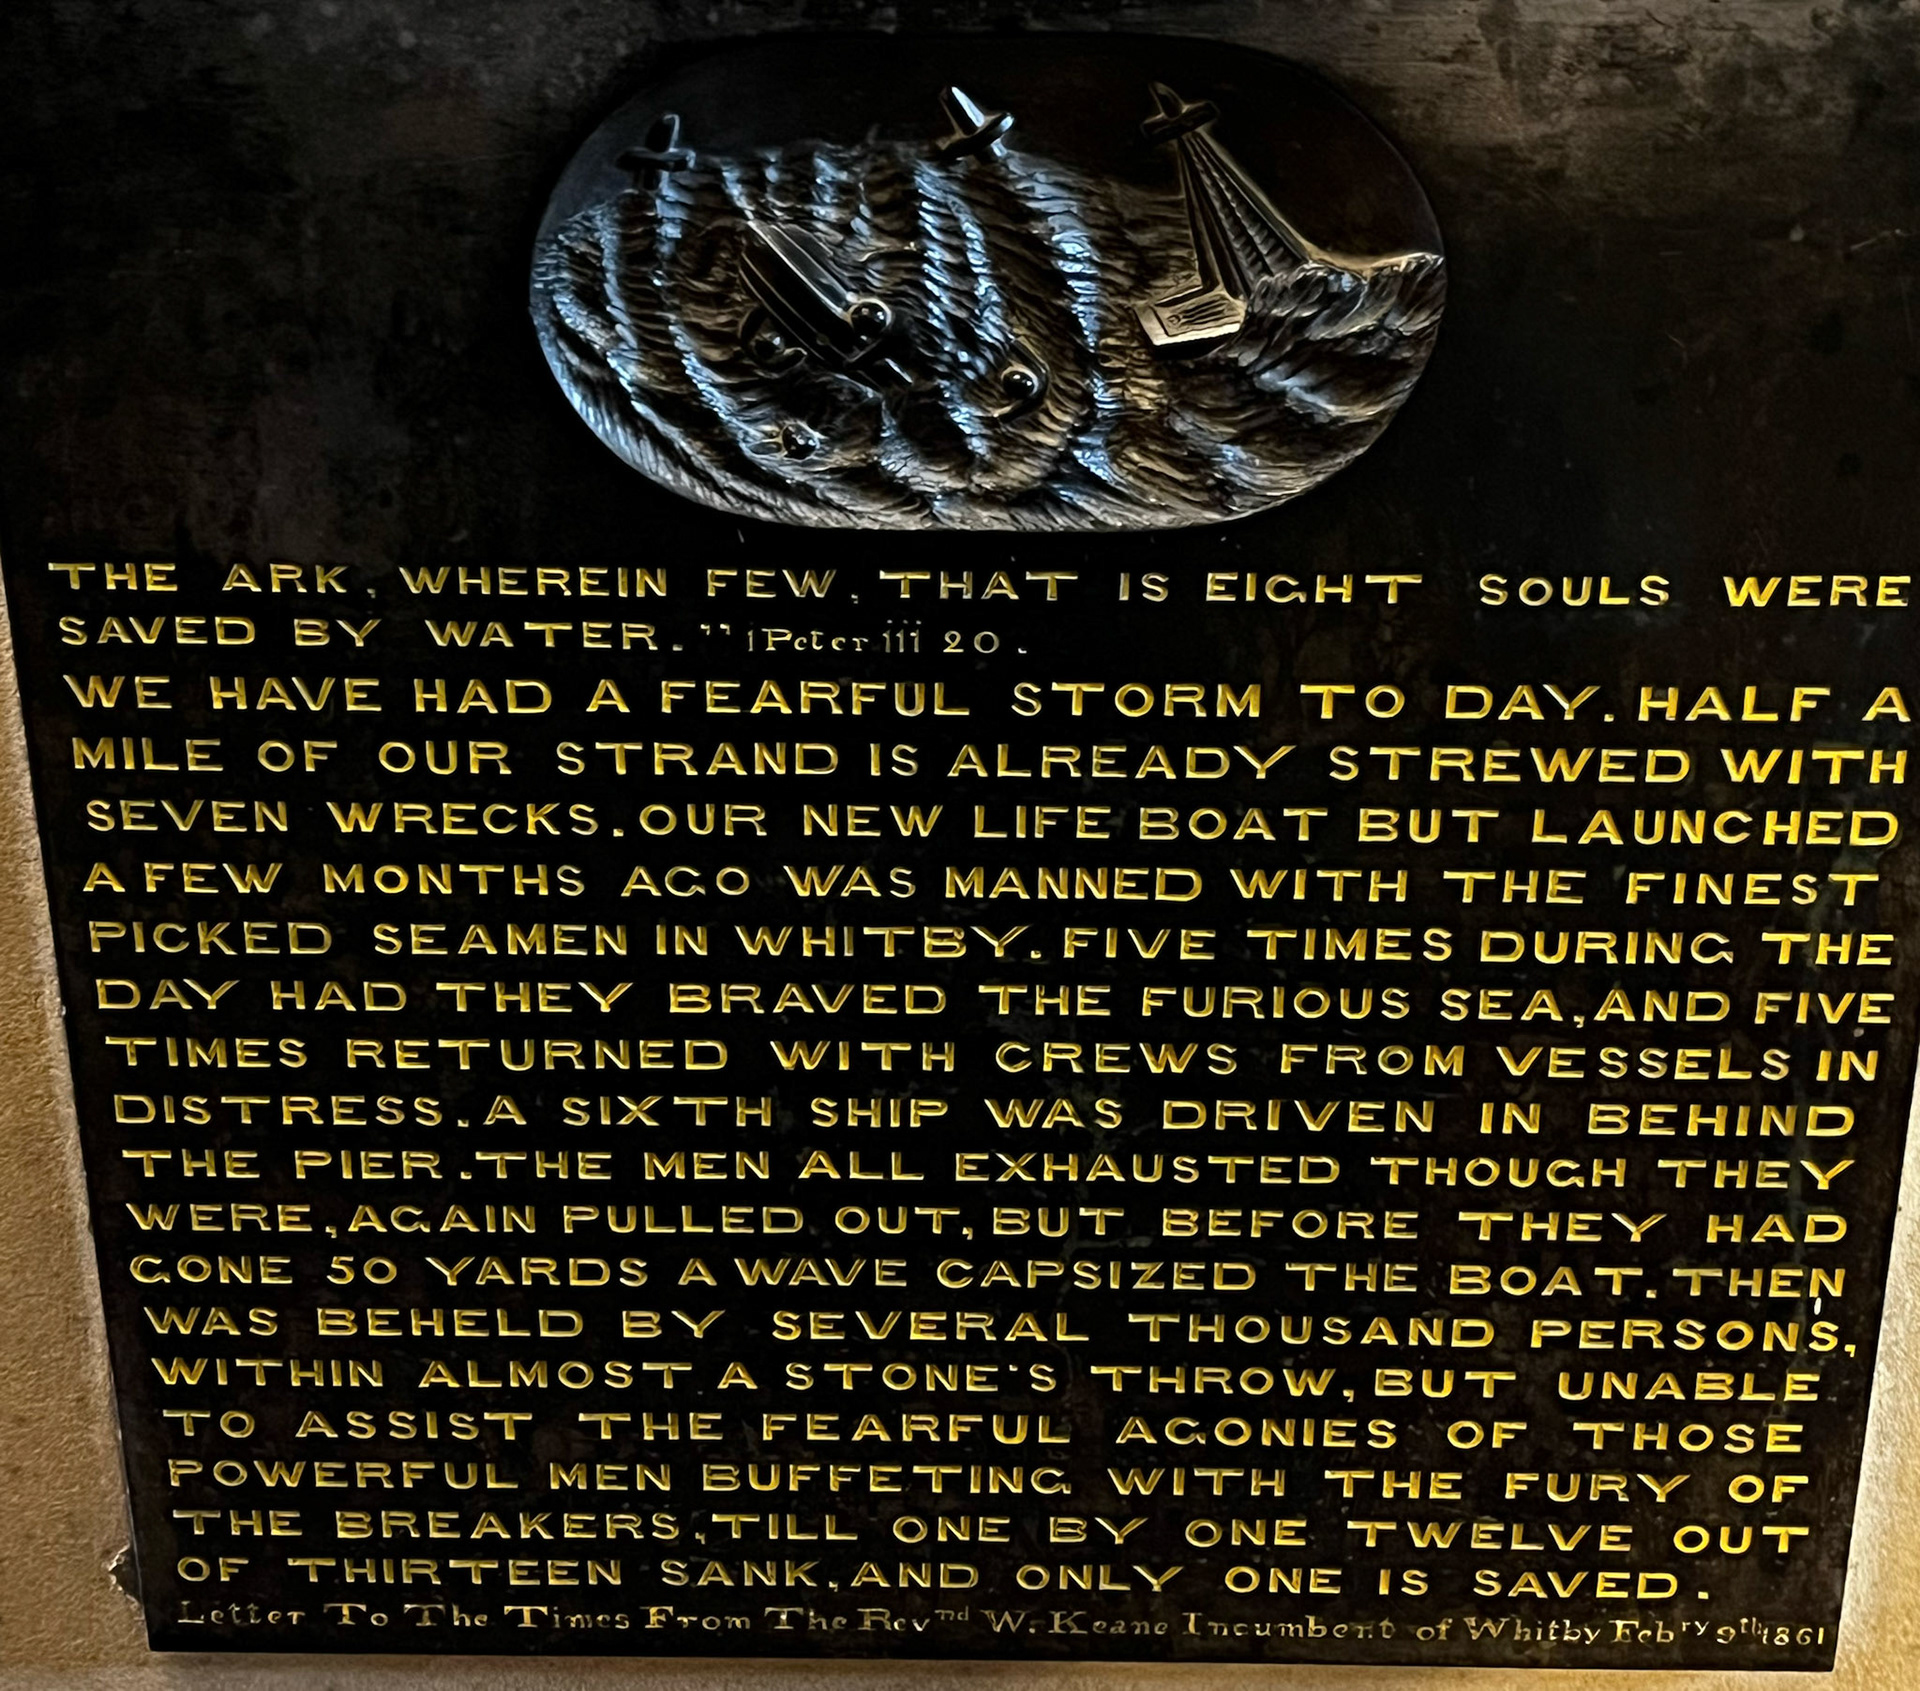 THE ARK, WHEREIN FEW, THAT IS EIGHT SOULS WERE
SAVED BY WATER." 1 Peter iii 20.
WE HAVE HAD A FEARFUL STORM TO DAY. HALF A
MILE OF OUR STRAND IS ALREADY STREWED WITH
SEVEN WRECKS. OUR NEW LIFE BOAT BUT LAUNCHED
A FEW MONTHS AGO WAS MANNED WITH THE FINEST
PICKED SEAMEN IN WHITBY. FIVE TIMES DURING THE
DAY HAD THEY BRAVED THE FURIOUS SEA, AND FIVE
TIMES RETURNED WITH CREWS FROM VESSELS IN
DISTRESS. A SIXTH SHIP WAS DRIVEN IN BEHIND
THE PIER. THE MEN ALL EXHAUSTED THOUGH THEY
WERE, AGAIN PULLED OUT, BUT BEFORE THEY HAD
GONE 50 YARDS A WAVE CAPSIZED THE BOAT. THEN
WAS BEHELD BY SEVERAL THOUSAND PERSONS,
WITHIN ALMOST A STONE'S THROW, BUT UNABLE
TO ASSIST THE FEARFUL AGONIES OF THOSE
POWERFUL MEN BUFFETING WITH THE FURY OF
THE BREAKERS, TILL ONE BY ONE TWELVE OUT
OF THIRTEEN SANK, AND ONLY ONE IS SAVED.
Letter To The Times From The Revnd W. Keane Incumbent of Whitby Febry 9th 1861